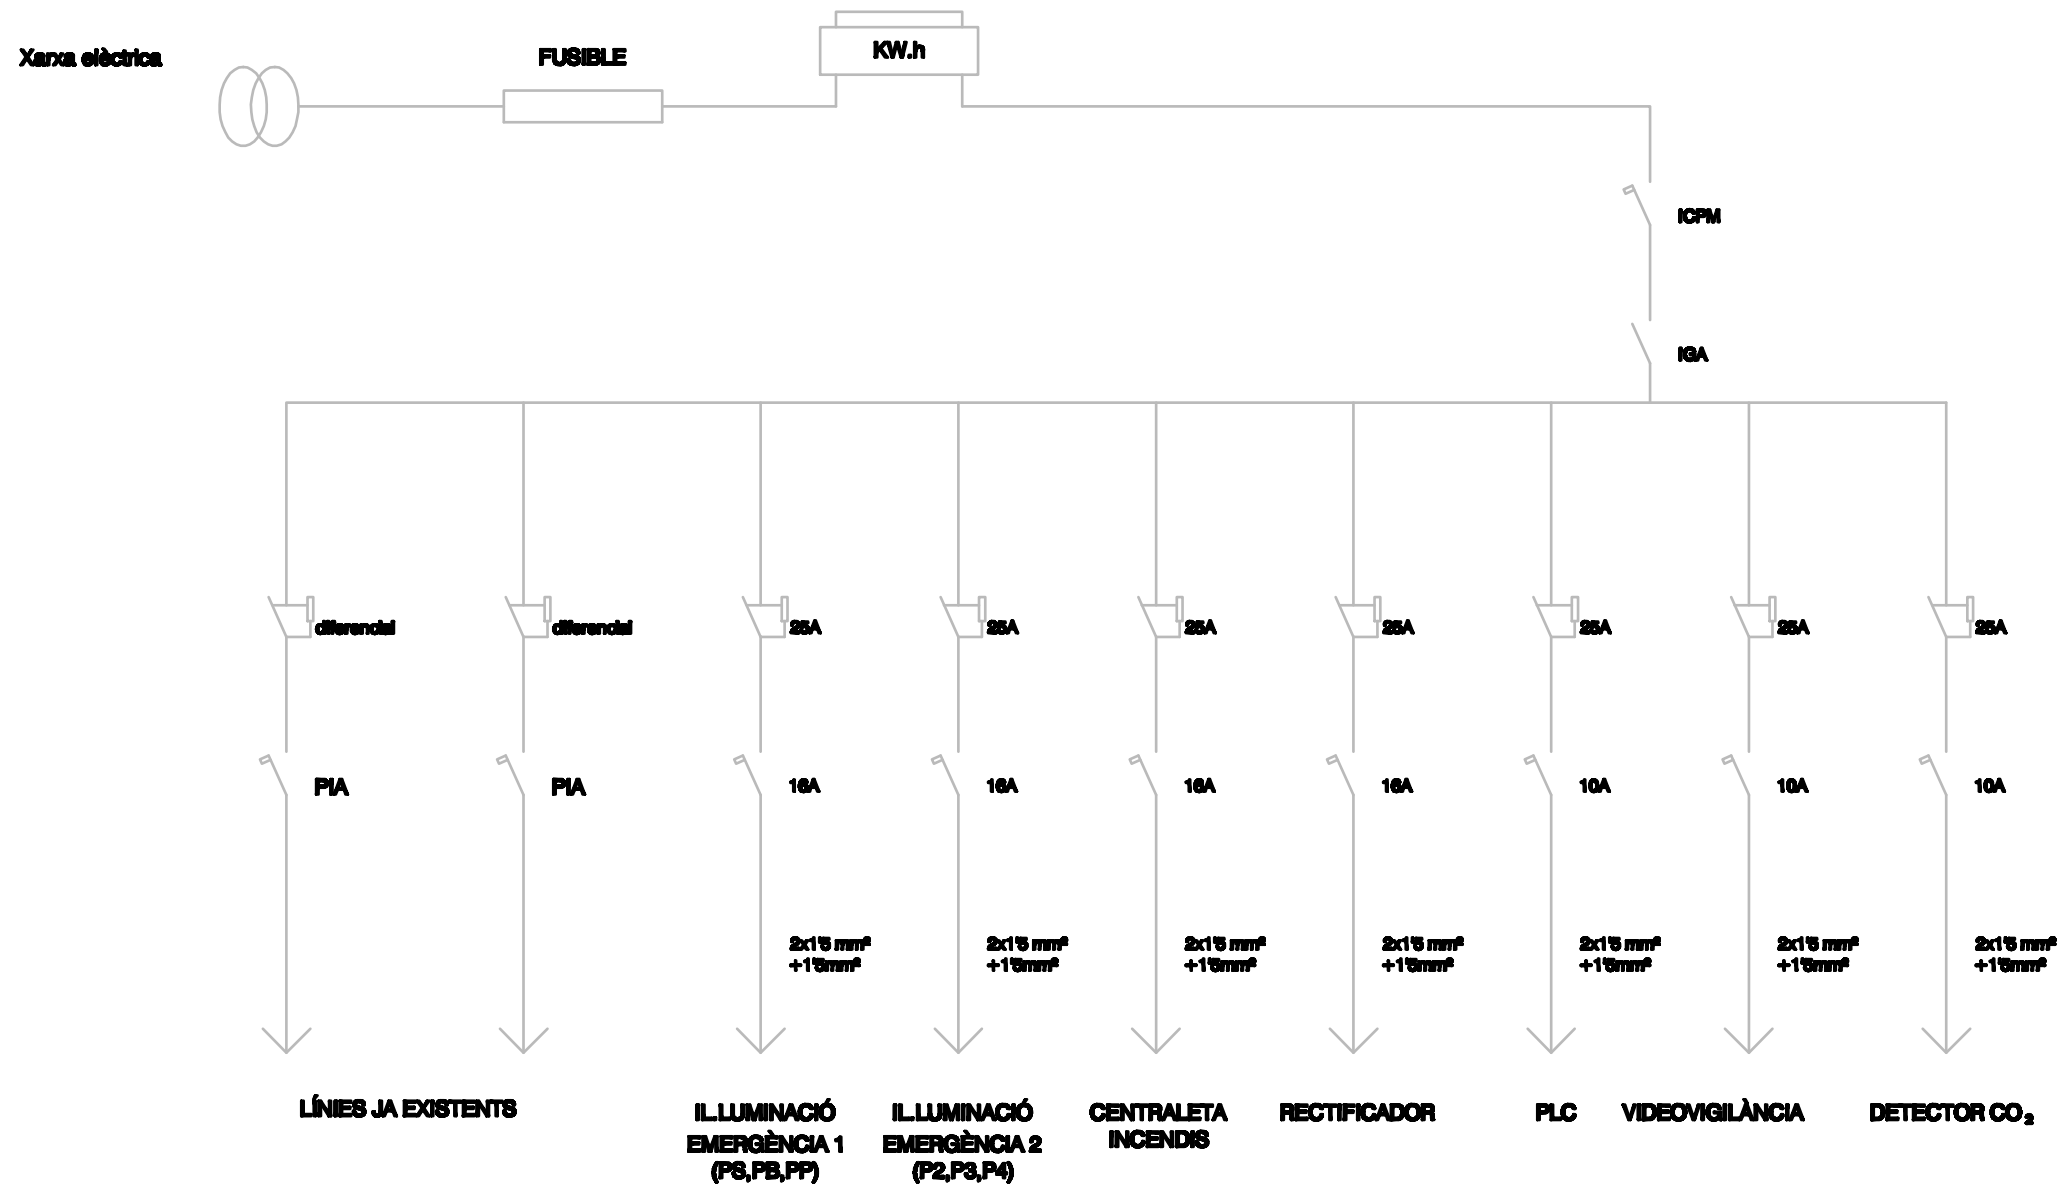 Xarxa elèctrica
FUSIBLE
KW.h
ICPM
IGA
diferencial
diferencial
25A
25A
25A
25A
25A
25A
25A
PIA
PIA
16A
16A
16A
16A
10A
10A
10A
2x1'5 mm²
+1'5mm²
2x1'5 mm²
+1'5mm²
2x1'5 mm²
+1'5mm²
2x1'5 mm²
+1'5mm²
2x1'5 mm²
+1'5mm²
2x1'5 mm²
+1'5mm²
2x1'5 mm²
+1'5mm²
LÍNIES JA EXISTENTS
IL.LUMINACIÓ
EMERGÈNCIA 1
(PS,PB,PP)
IL.LUMINACIÓ
EMERGÈNCIA 2
(P2,P3,P4)
CENTRALETA
INCENDIS
RECTIFICADOR
PLC
VIDEOVIGILÀNCIA
DETECTOR CO₂